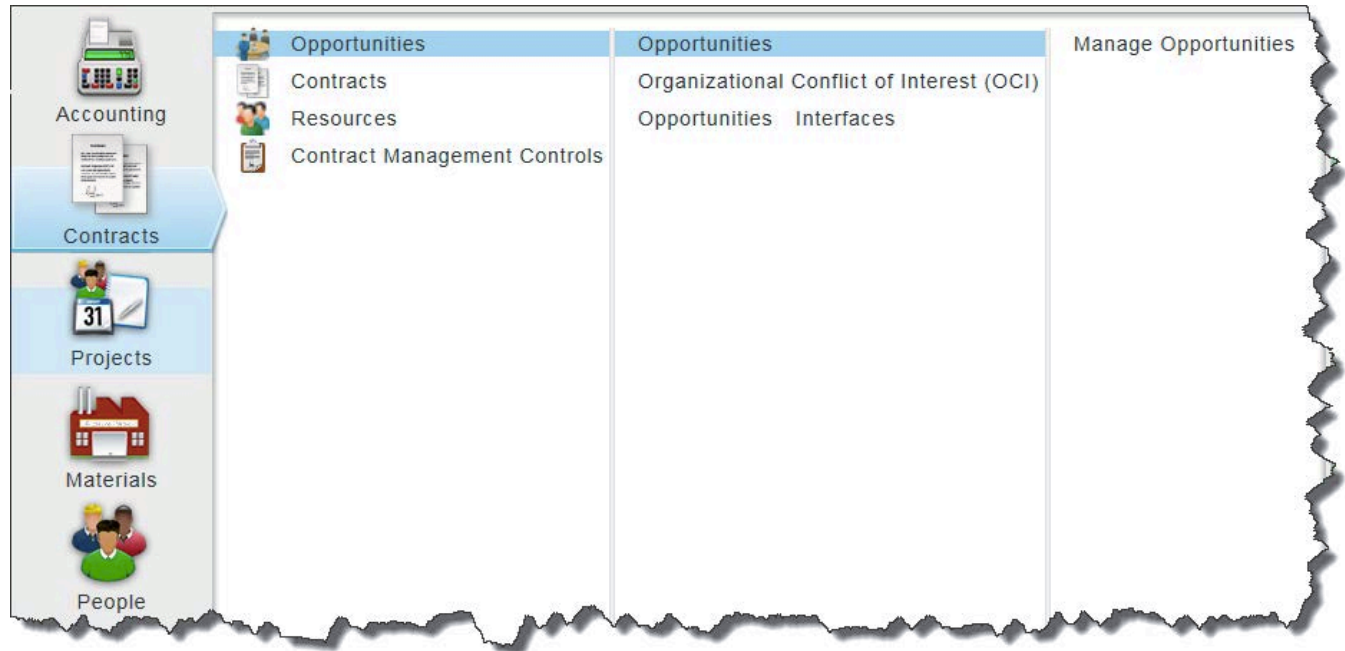 Accounting
Contracts
31
Projects
Materials
People
Opportunities
Contracts
Resources
Contract Management Controls
Opportunities
Organizational Conflict of Interest (OCI)
Opportunities Interfaces
Manage Opportunities